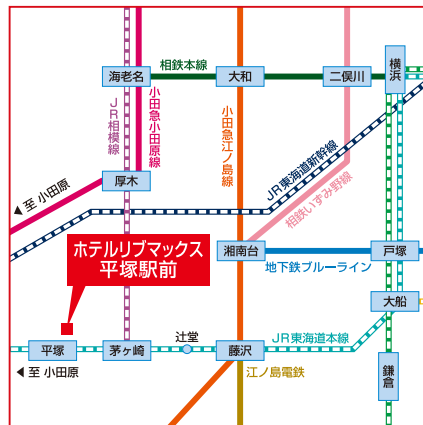 相鉄本線
海老名
大和
二俣川
横浜
JR相模線
小田急小田原線
小田急江ノ島線
JR東海道新幹線
相鉄いずみ野線
厚木
◀至 小田原
ホテルリブマックス
平塚駅前
湘南台
戸塚
地下鉄ブルーライン
大船
辻堂
JR東海道本線
平塚
茅ヶ崎
藤沢
◀至 小田原
江ノ島電鉄
鎌倉